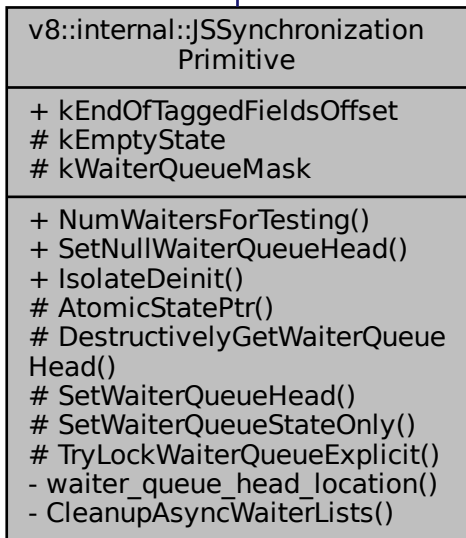 v8::internal::JSSynchronization
Primitive
+ kEndOfTaggedFieldsOffset
# kEmptyState
# kWaiterQueueMask
+ NumWaitersForTesting()
+ SetNullWaiterQueueHead()
+ IsolateDeinit()
# AtomicStatePtr()
# DestructivelyGetWaiterQueue
Head()
# SetWaiterQueueHead()
# SetWaiterQueueStateOnly()
# TryLockWaiterQueueExplicit()
- waiter_queue_head_location()
- CleanupAsyncWaiterLists()